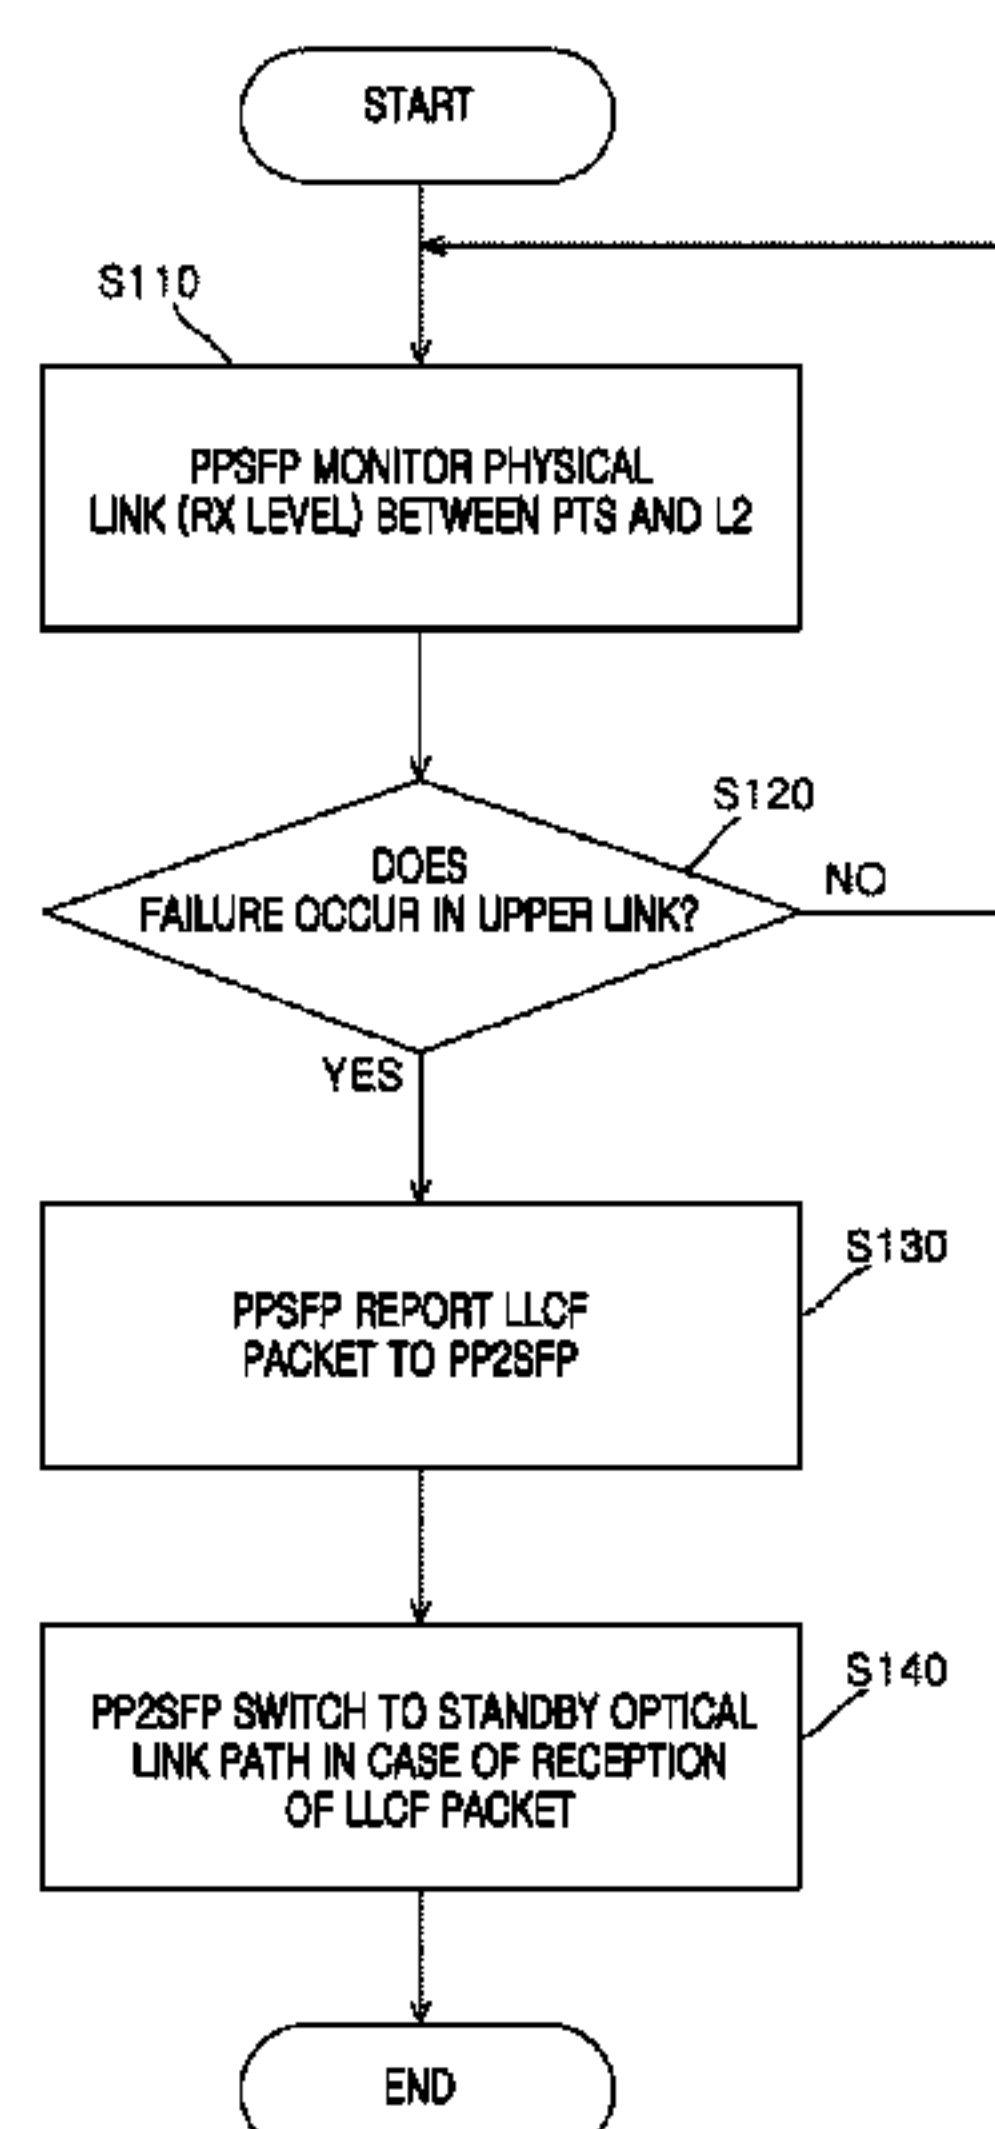 START
S110
PPSFP MONITOR PHYSICAL
LINK (RX LEVEL) BETWEEN PTS AND L2
S120
DOES
FAILURE OCCUR IN UPPER LINK?
NO
YES
S130
PPSFP REPORT LLCF
PACKET TO PP2SFP
S140
PP2SFP SWITCH TO STANDBY OPTICAL
LINK PATH IN CASE OF RECEPTION
OF LLCF PACKET
END